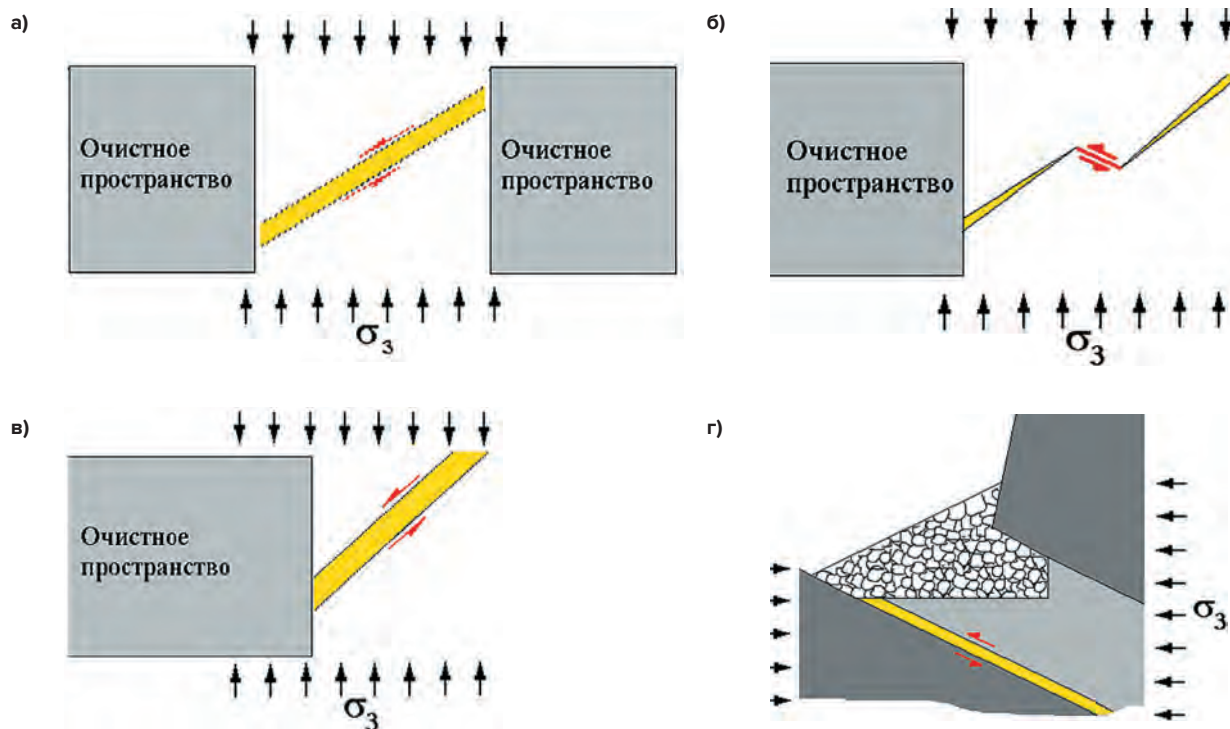 а)
Очистное
пространство
Очистное
пространство
σ3
б)
Очистное
пространство
σ3
в)
Очистное
пространство
σ3
г)
σ3